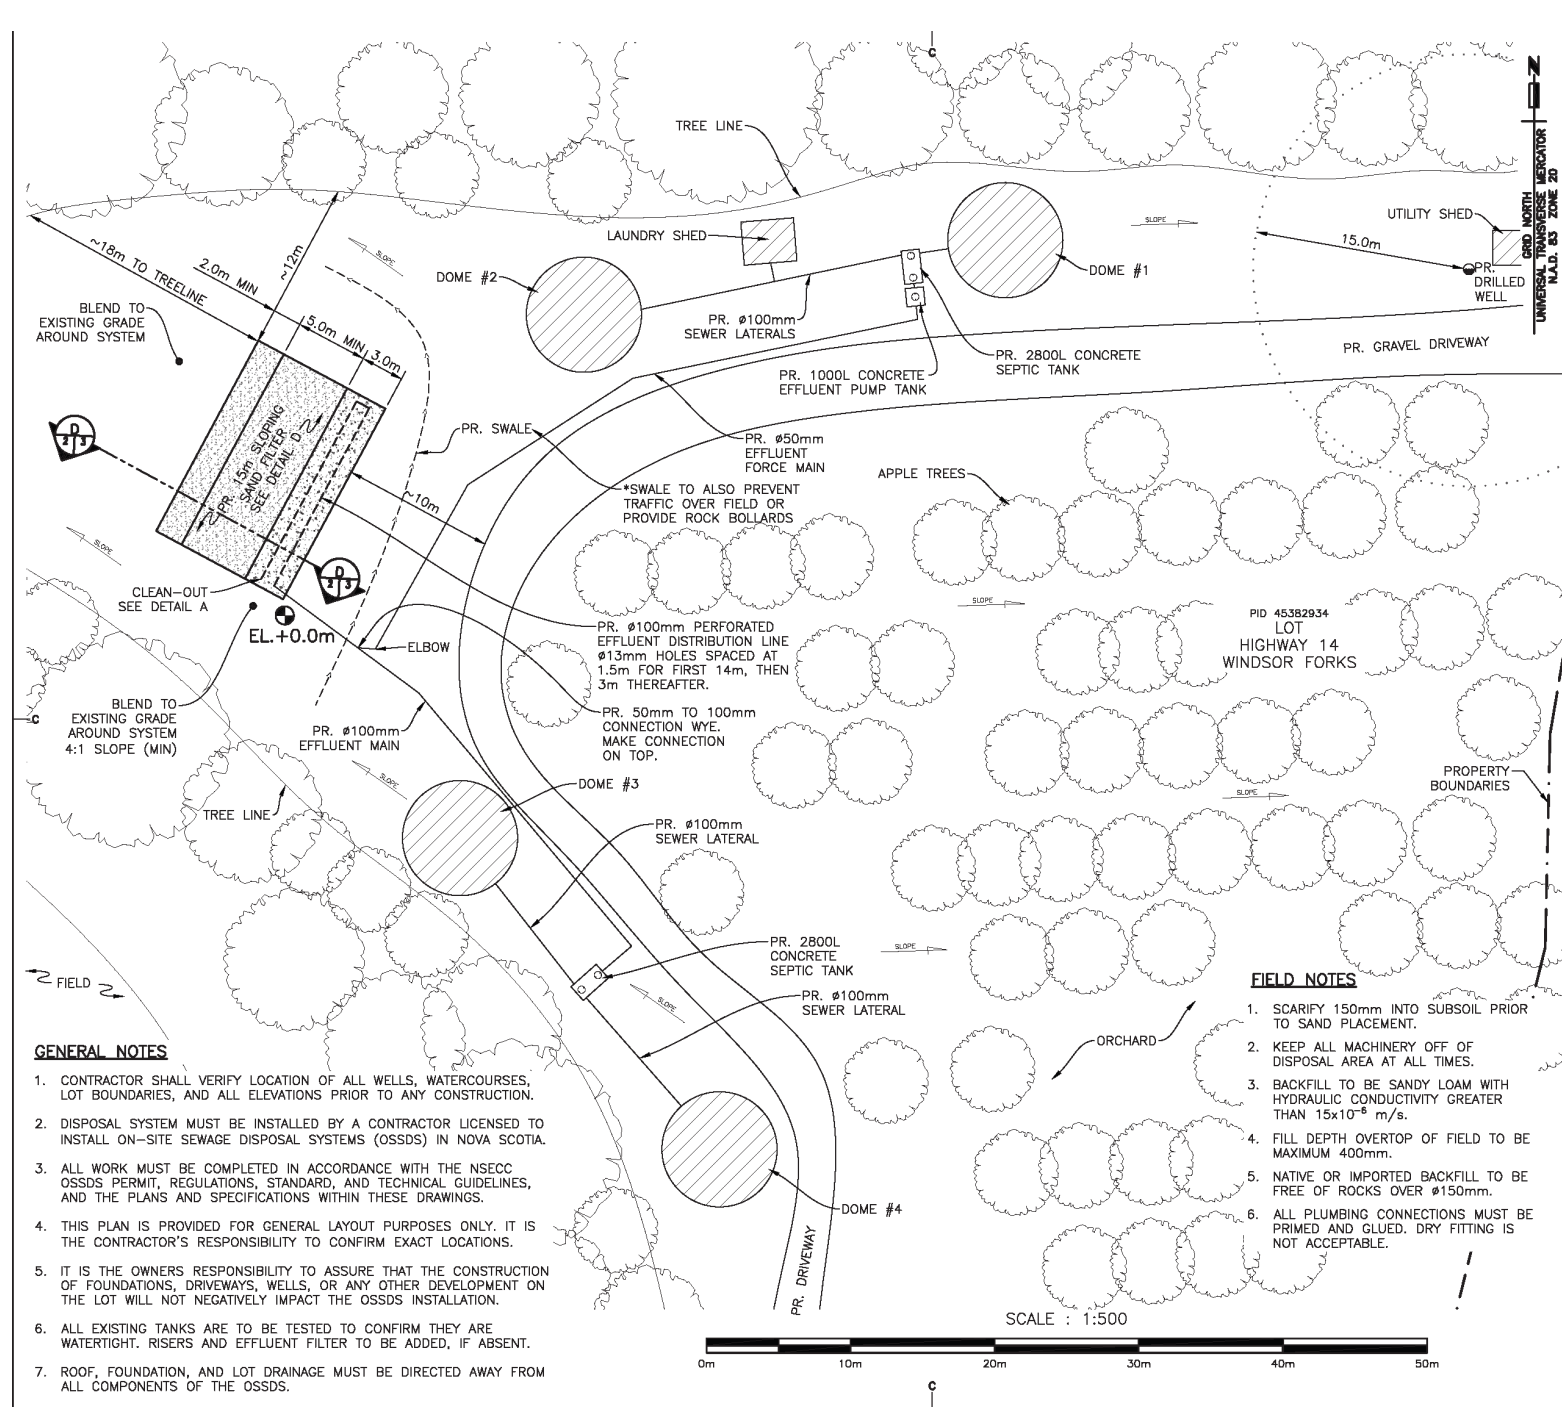 C
TREE LINE
Z
GRID NORTH
UNIVERSAL TRANSVERSE MERCATOR
N.A.D. 83 ZONE 20
SLOPE
UTILITY SHED
LAUNDRY SHED
~18m TO TREELINE
~12m
2.0m MIN
SLOPE
DOME #2
DOME #1
15.0m
PR.
DRILLED
WELL
BLEND TO
EXISTING GRADE
AROUND SYSTEM
5.0m MIN
3.0m
PR. ø100mm
SEWER LATERALS
PR. 2800L CONCRETE
SEPTIC TANK
PR. GRAVEL DRIVEWAY
PR. 1000L CONCRETE
EFFLUENT PUMP TANK
D
2 3
PR. 15m SLOPING
SAND FILTER
SEE DETAIL D
PR. SWALE
PR. ø50mm
EFFLUENT
FORCE MAIN
APPLE TREES
~10m
*SWALE TO ALSO PREVENT
TRAFFIC OVER FIELD OR
PROVIDE ROCK BOLLARDS
SLOPE
D
2 3
CLEAN-OUT
SEE DETAIL A
SLOPE
EL.+0.0m
ELBOW
PR. ø100mm PERFORATED
EFFLUENT DISTRIBUTION LINE
ø13mm HOLES SPACED AT
1.5m FOR FIRST 14m, THEN
3m THEREAFTER.
PID 45382934
LOT
HIGHWAY 14
WINDSOR FORKS
BLEND TO
EXISTING GRADE
AROUND SYSTEM
4:1 SLOPE (MIN)
C
PR. ø100mm
EFFLUENT MAIN
PR. 50mm TO 100mm
CONNECTION WYE.
MAKE CONNECTION
ON TOP.
SLOPE
DOME #3
PROPERTY
BOUNDARIES
SLOPE
TREE LINE
PR. ø100mm
SEWER LATERAL
PR. 2800L
CONCRETE
SEPTIC TANK
SLOPE
FIELD
SLOPE
PR. ø100mm
SEWER LATERAL
ORCHARD
DOME #4
PR. DRIVEWAY
GENERAL NOTES
1. CONTRACTOR SHALL VERIFY LOCATION OF ALL WELLS, WATERCOURSES,
LOT BOUNDARIES, AND ALL ELEVATIONS PRIOR TO ANY CONSTRUCTION.
2. DISPOSAL SYSTEM MUST BE INSTALLED BY A CONTRACTOR LICENSED TO
INSTALL ON-SITE SEWAGE DISPOSAL SYSTEMS (OSSDS) IN NOVA SCOTIA.
3. ALL WORK MUST BE COMPLETED IN ACCORDANCE WITH THE NSECC
OSSDS PERMIT, REGULATIONS, STANDARD, AND TECHNICAL GUIDELINES,
AND THE PLANS AND SPECIFICATIONS WITHIN THESE DRAWINGS.
4. THIS PLAN IS PROVIDED FOR GENERAL LAYOUT PURPOSES ONLY. IT IS
THE CONTRACTOR'S RESPONSIBILITY TO CONFIRM EXACT LOCATIONS.
5. IT IS THE OWNERS RESPONSIBILITY TO ASSURE THAT THE CONSTRUCTION
OF FOUNDATIONS, DRIVEWAYS, WELLS, OR ANY OTHER DEVELOPMENT ON
THE LOT WILL NOT NEGATIVELY IMPACT THE OSSDS INSTALLATION.
6. ALL EXISTING TANKS ARE TO BE TESTED TO CONFIRM THEY ARE
WATERTIGHT. RISERS AND EFFLUENT FILTER TO BE ADDED, IF ABSENT.
7. ROOF, FOUNDATION, AND LOT DRAINAGE MUST BE DIRECTED AWAY FROM
ALL COMPONENTS OF THE OSSDS.
FIELD NOTES
1. SCARIFY 150mm INTO SUBSOIL PRIOR
TO SAND PLACEMENT.
2. KEEP ALL MACHINERY OFF OF
DISPOSAL AREA AT ALL TIMES.
3. BACKFILL TO BE SANDY LOAM WITH
HYDRAULIC CONDUCTIVITY GREATER
THAN 15x10⁻⁶ m/s.
4. FILL DEPTH OVERTOP OF FIELD TO BE
MAXIMUM 400mm.
5. NATIVE OR IMPORTED BACKFILL TO BE
FREE OF ROCKS OVER ø150mm.
6. ALL PLUMBING CONNECTIONS MUST BE
PRIMED AND GLUED. DRY FITTING IS
NOT ACCEPTABLE.
SCALE : 1:500
0m 10m 20m 30m 40m 50m
C